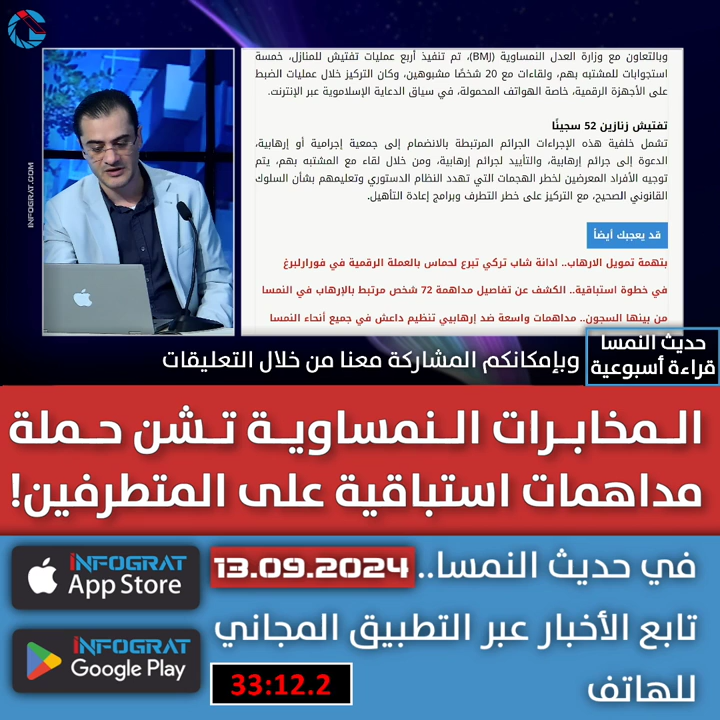 وبالتعاون مع وزارة العدل النمساوية (BMJ)، تم تنفيذ أربع عمليات تفتيش للمنازل، خمسة
استجوابات للمشتبه بهم، ولقاءات مع 20 شخصًا مشبوهين، وكان التركيز خلال عمليات الضبط
على الأجهزة الرقمية، خاصة الهواتف المحمولة، في سياق الدعاية الإسلاموية عبر الإنترنت.
تفتيش زنازين 52 سجينًا
تشمل خلفية هذه الإجراءات الجرائم المرتبطة بالانضمام إلى جمعية إجرامية أو إرهابية،
الدعوة إلى جرائم إرهابية، والتأييد لجرائم إرهابية، ومن خلال لقاء مع المشتبه بهم، يتم
توجيه الأفراد المعرضين لخطر الهجمات التي تهدد النظام الدستوري وتعليمهم بشأن السلوك
القانوني الصحيح، مع التركيز على خطر التطرف وبرامج إعادة التأهيل.
قد يعجبك أيضاً
بتهمة تمويل الارهاب.. ادانة شاب تركي تبرع لحماس بالعملة الرقمية في فورارلبرغ
في خطوة استباقية.. الكشف عن تفاصيل مداهمة 72 شخص مرتبط بالإرهاب في النمسا
من بينها السجون.. مداهمات واسعة ضد إرهابيي تنظيم داعش في جميع أنحاء النمسا
INFOGRAT.COM
حديث النمسا
قراءة أسبوعية
وبإمكانكم المشاركة معنا من خلال التعليقات
المخابرات النمساوية تشن حملة
مداهمات استباقية على المتطرفين!
في حديث النمسا.. 13.09.2024
تابع الأخبار عبر التطبيق المجاني
للهاتف
INFOGRAT
App Store
INFOGRAT
Google Play
33:12.2